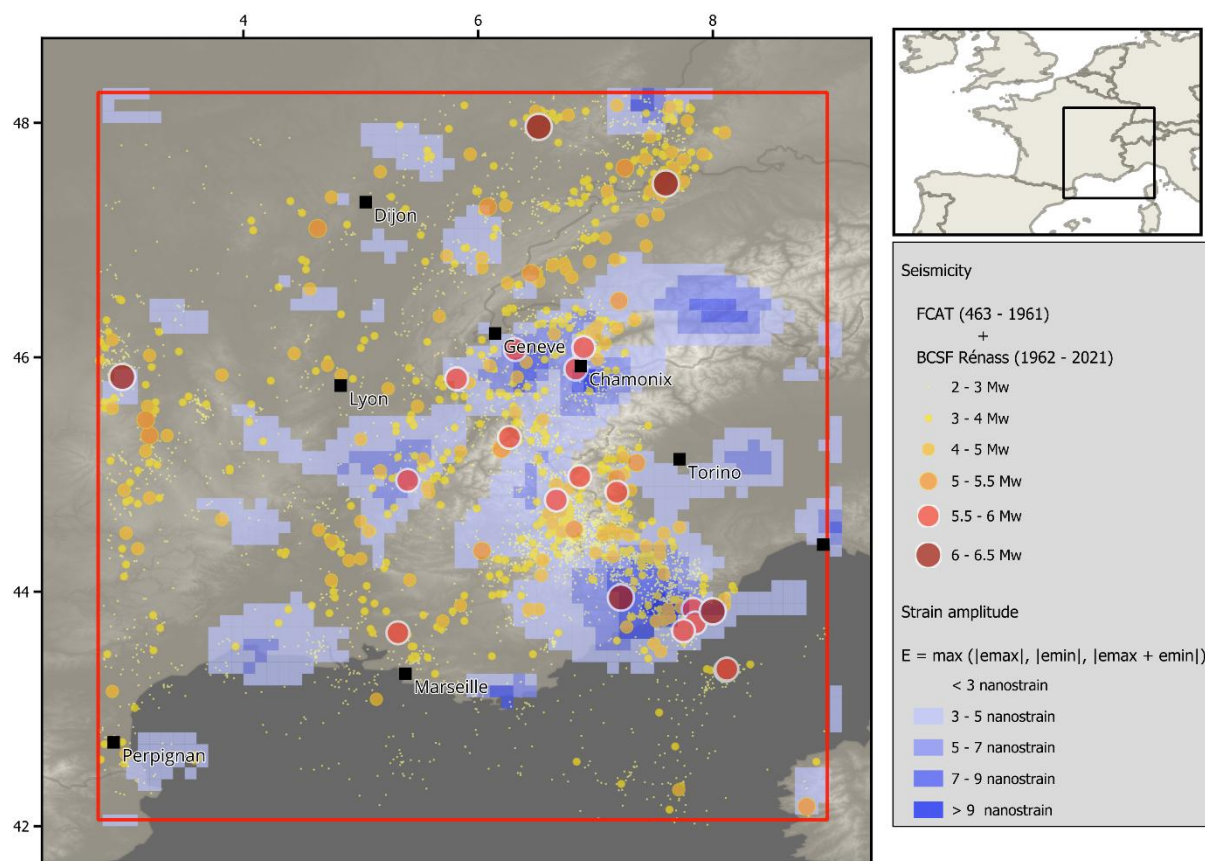 4 6 8
48
46
44
42
Dijon
Geneve
Chamonix
Lyon
Torino
Marseille
Perpignan
Seismicity
FCAT (463 - 1961)
+
BCSF Rénass (1962 - 2021)
2 - 3 Mw
3 - 4 Mw
4 - 5 Mw
5 - 5.5 Mw
5.5 - 6 Mw
6 - 6.5 Mw
Strain amplitude
E = max (|emax|, |emin|, |emax + emin|)
< 3 nanostrain
3 - 5 nanostrain
5 - 7 nanostrain
7 - 9 nanostrain
> 9 nanostrain